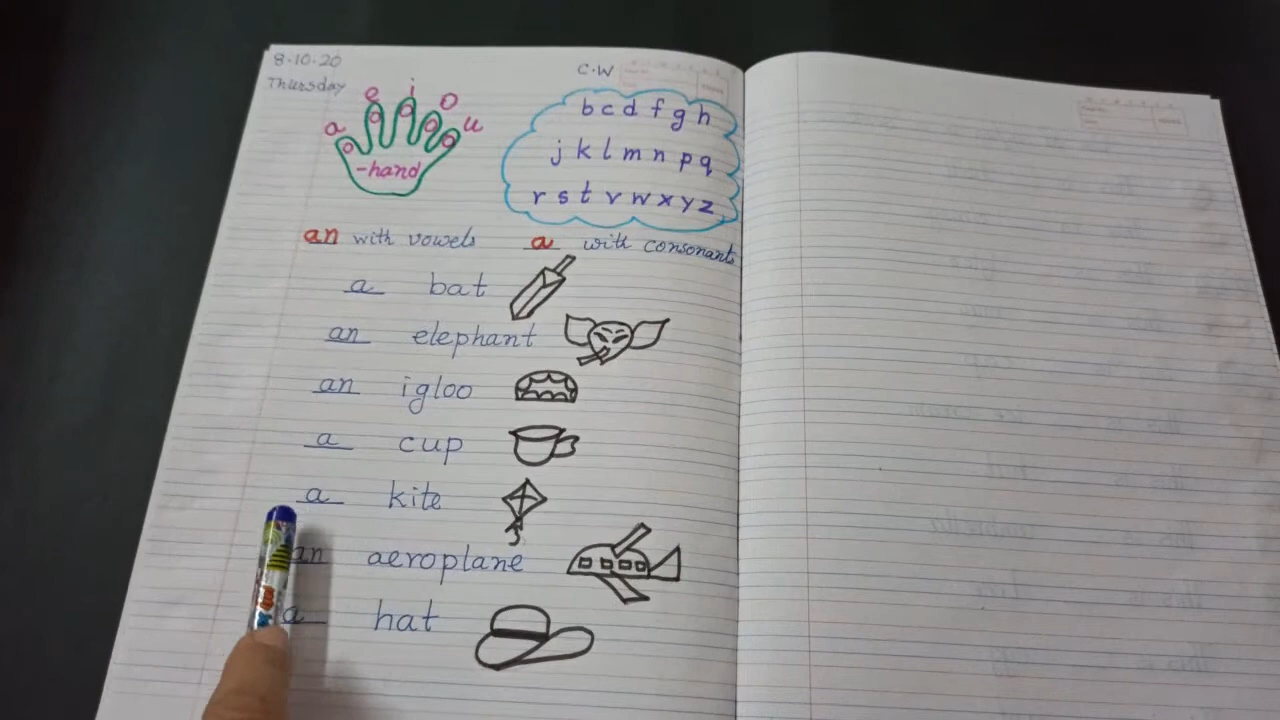 8.10.20
Thursday
C.W
a e i o u
-hand
b c d f g h
j k l m n p q
r s t v w x y z
an with vowels a with consonants
a bat
an elephant
an igloo
a cup
a kite
an aeroplane
a hat